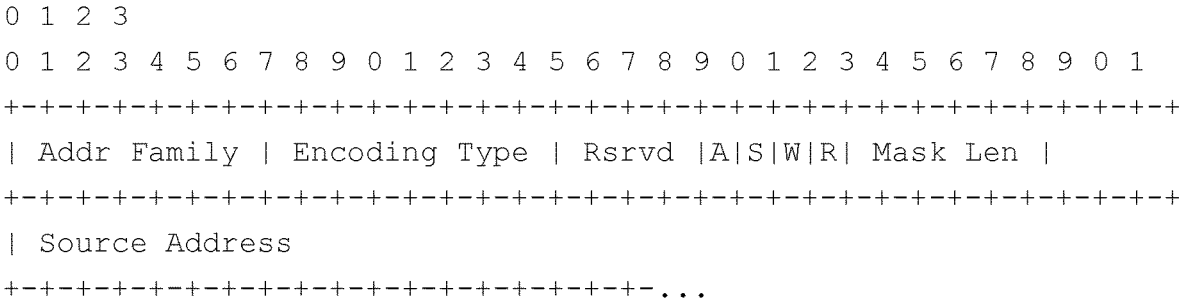 0 1 2 3
0 1 2 3 4 5 6 7 8 9 0 1 2 3 4 5 6 7 8 9 0 1 2 3 4 5 6 7 8 9 0 1
+-+-+-+-+-+-+-+-+-+-+-+-+-+-+-+-+-+-+-+-+-+-+-+-+-+-+-+-+-+-+-+-+
| Addr Family | Encoding Type | Rsrvd |A|S|W|R| Mask Len |
+-+-+-+-+-+-+-+-+-+-+-+-+-+-+-+-+-+-+-+-+-+-+-+-+-+-+-+-+-+-+-+-+
| Source Address
+-+-+-+-+-+-+-+-+-+-+-+-+-+-+-+-+-+-...